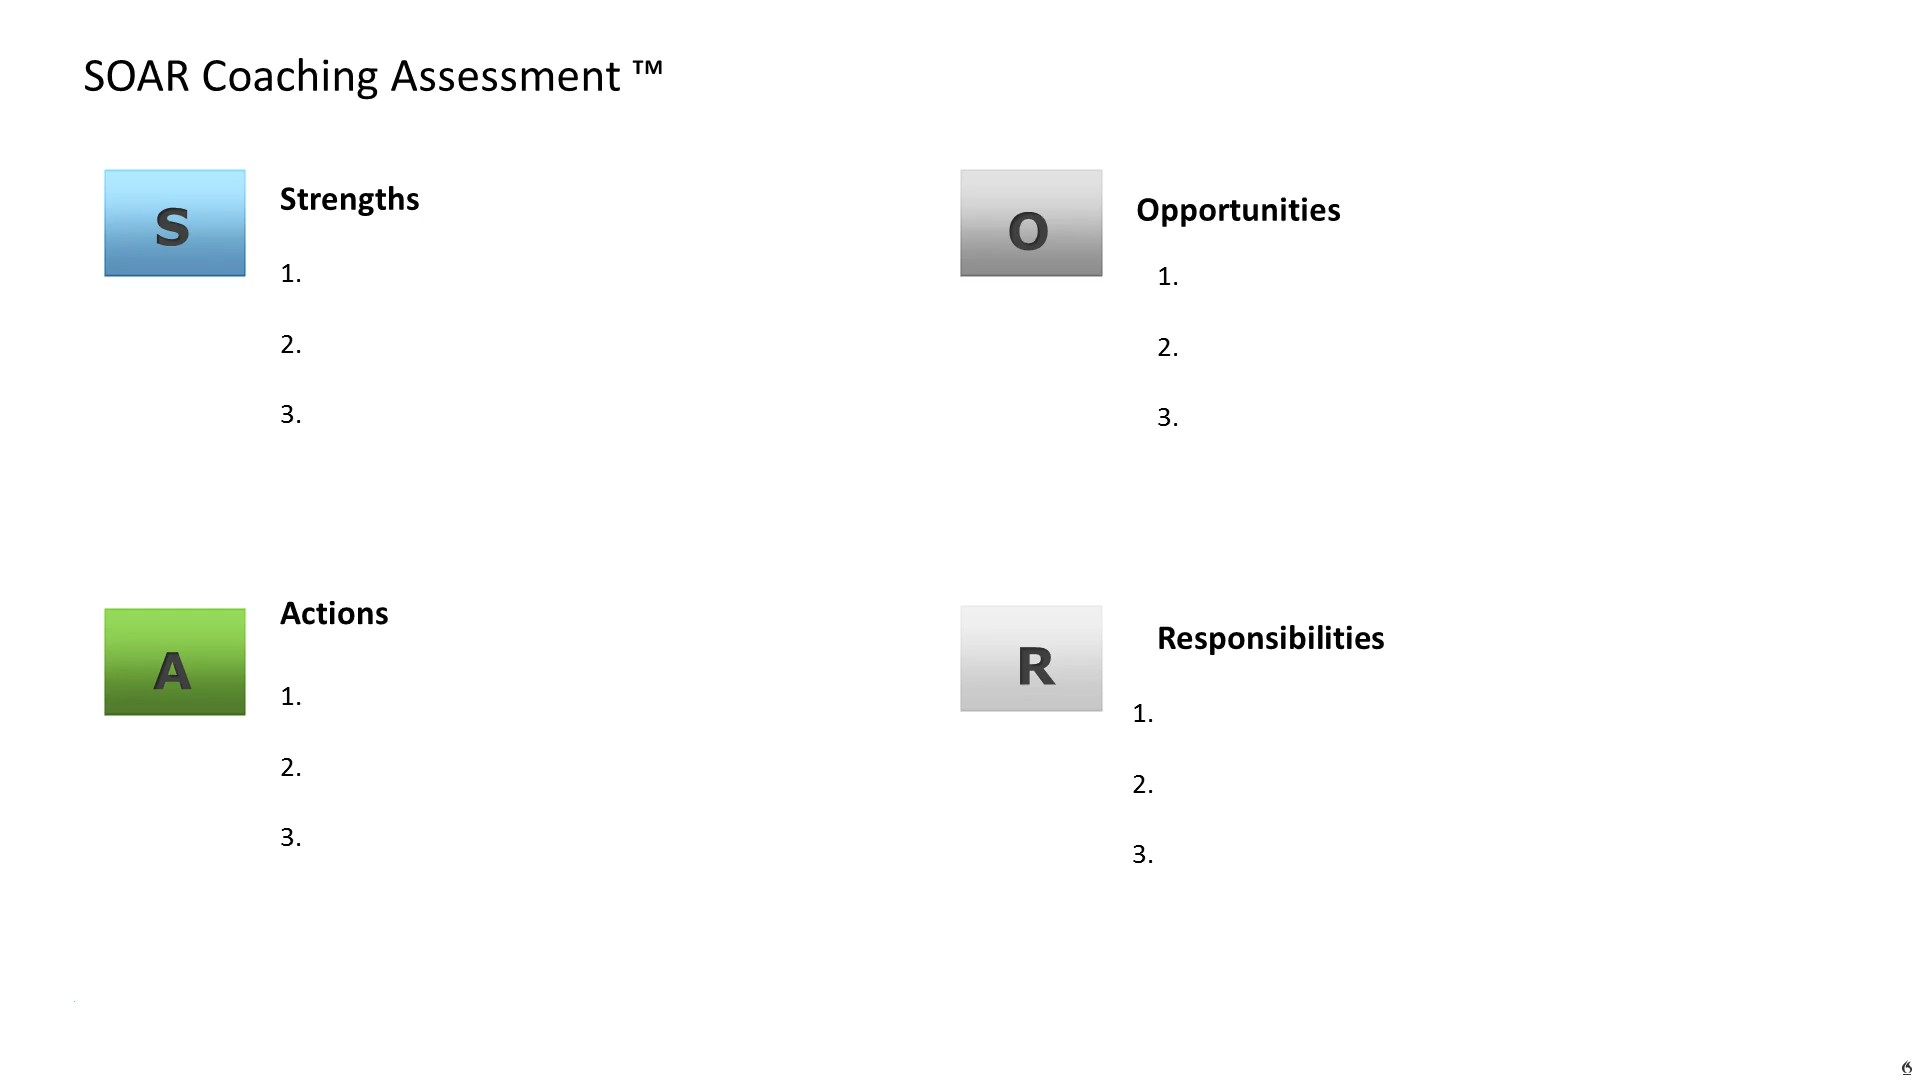 SOAR Coaching Assessment ™
S
Strengths
1.
2.
3.
O
Opportunities
1.
2.
3.
A
Actions
1.
2.
3.
R
Responsibilities
1.
2.
3.